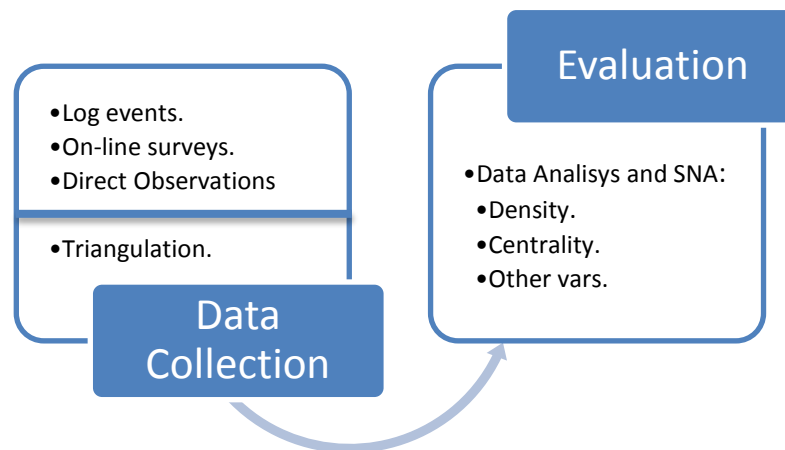 •Log events.
•On-line surveys.
•Direct Observations
•Triangulation.
Data
Collection
Evaluation
•Data Analisys and SNA:
•Density.
•Centrality.
•Other vars.